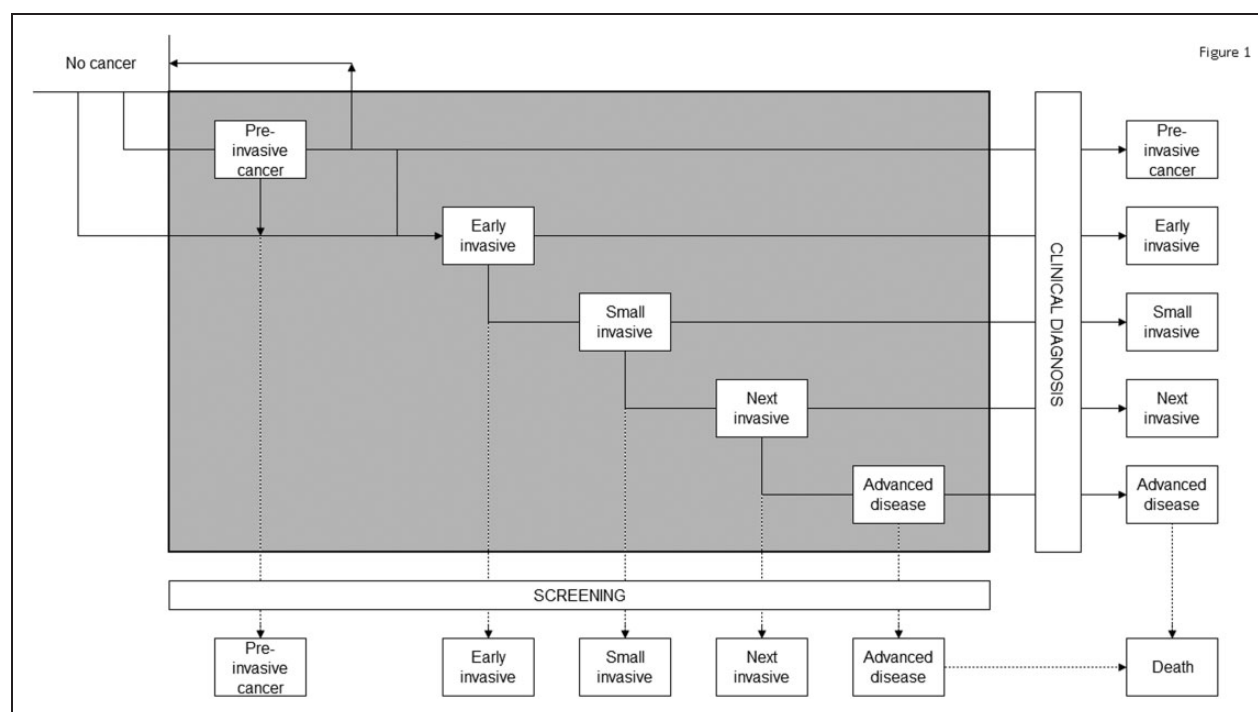 Figure 1
No cancer
Pre-
invasive
cancer
Pre-
invasive
cancer
Early
invasive
Early
invasive
Small
invasive
Small
invasive
Next
invasive
Next
invasive
Advanced
disease
Advanced
disease
CLINICAL DIAGNOSIS
SCREENING
Pre-
invasive
cancer
Early
invasive
Small
invasive
Next
invasive
Advanced
disease
Death